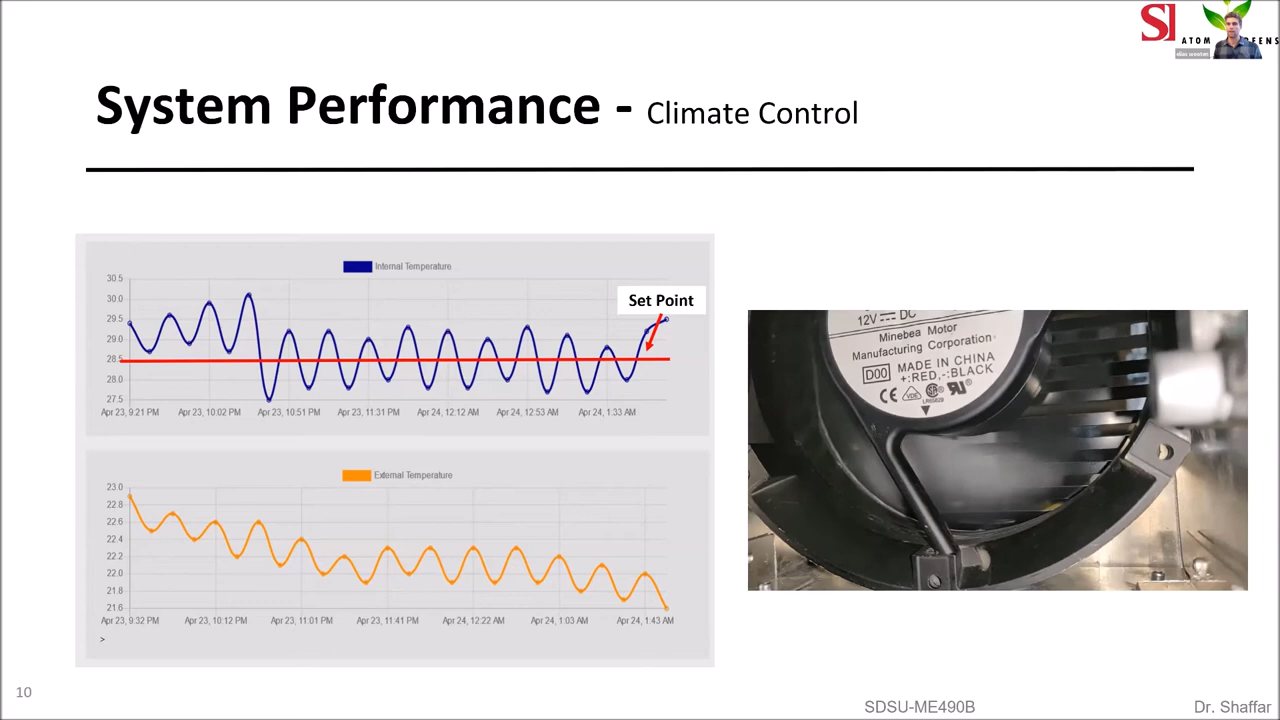 SI
ATOM
elias wooten
System Performance - Climate Control
Internal Temperature
30.5
30.0
29.5
29.0
28.5
28.0
27.5
Set Point
Apr 23, 9:21 PM
Apr 23, 10:02 PM
Apr 23, 10:51 PM
Apr 23, 11:31 PM
Apr 24, 12:12 AM
Apr 24, 12:53 AM
Apr 24, 1:33 AM
External Temperature
23.0
22.8
22.6
22.4
22.2
22.0
21.8
21.6
Apr 23, 9:32 PM
Apr 23, 10:12 PM
Apr 23, 11:01 PM
Apr 23, 11:41 PM
Apr 24, 12:22 AM
Apr 24, 1:03 AM
Apr 24, 1:43 AM
>
12V DC
Minebea Motor
Manufacturing Corporation
D00 MADE IN CHINA
+:RED,-:BLACK
CE
10
SDSU-ME490B
Dr. Shaffar